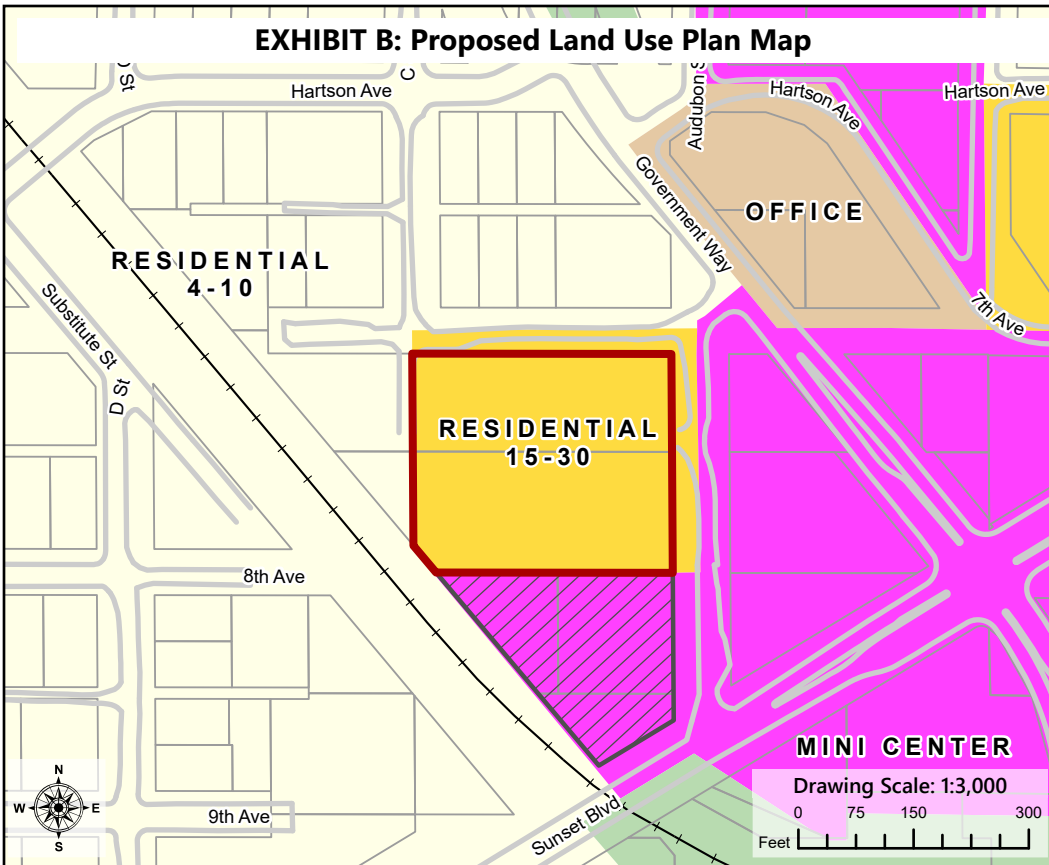 EXHIBIT B: Proposed Land Use Plan Map
St
C
Hartson Ave
Audubon S
Hartson Ave
Hartson Ave
Government Way
OFFICE
RESIDENTIAL
4-10
7th Ave
Substitute St
D St
RESIDENTIAL
15-30
8th Ave
MINI CENTER
Drawing Scale: 1:3,000
0 75 150 300
Feet
N
W E
S
9th Ave
Sunset Blvd